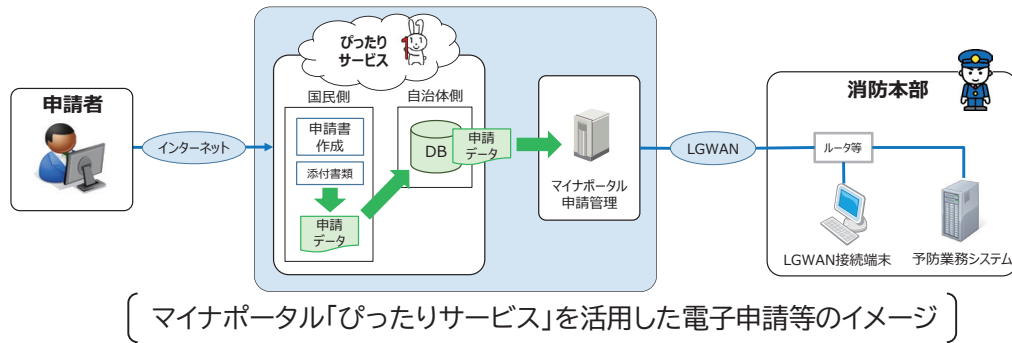 ぴったり
サービス
申請者
インターネット
国民側
申請書
作成
添付書類
申請
データ
自治体側
DB
申請
データ
マイナポータル
申請管理
LGWAN
消防本部
ルータ等
LGWAN接続端末
予防業務システム
マイナポータル「ぴったりサービス」を活用した電子申請等のイメージ